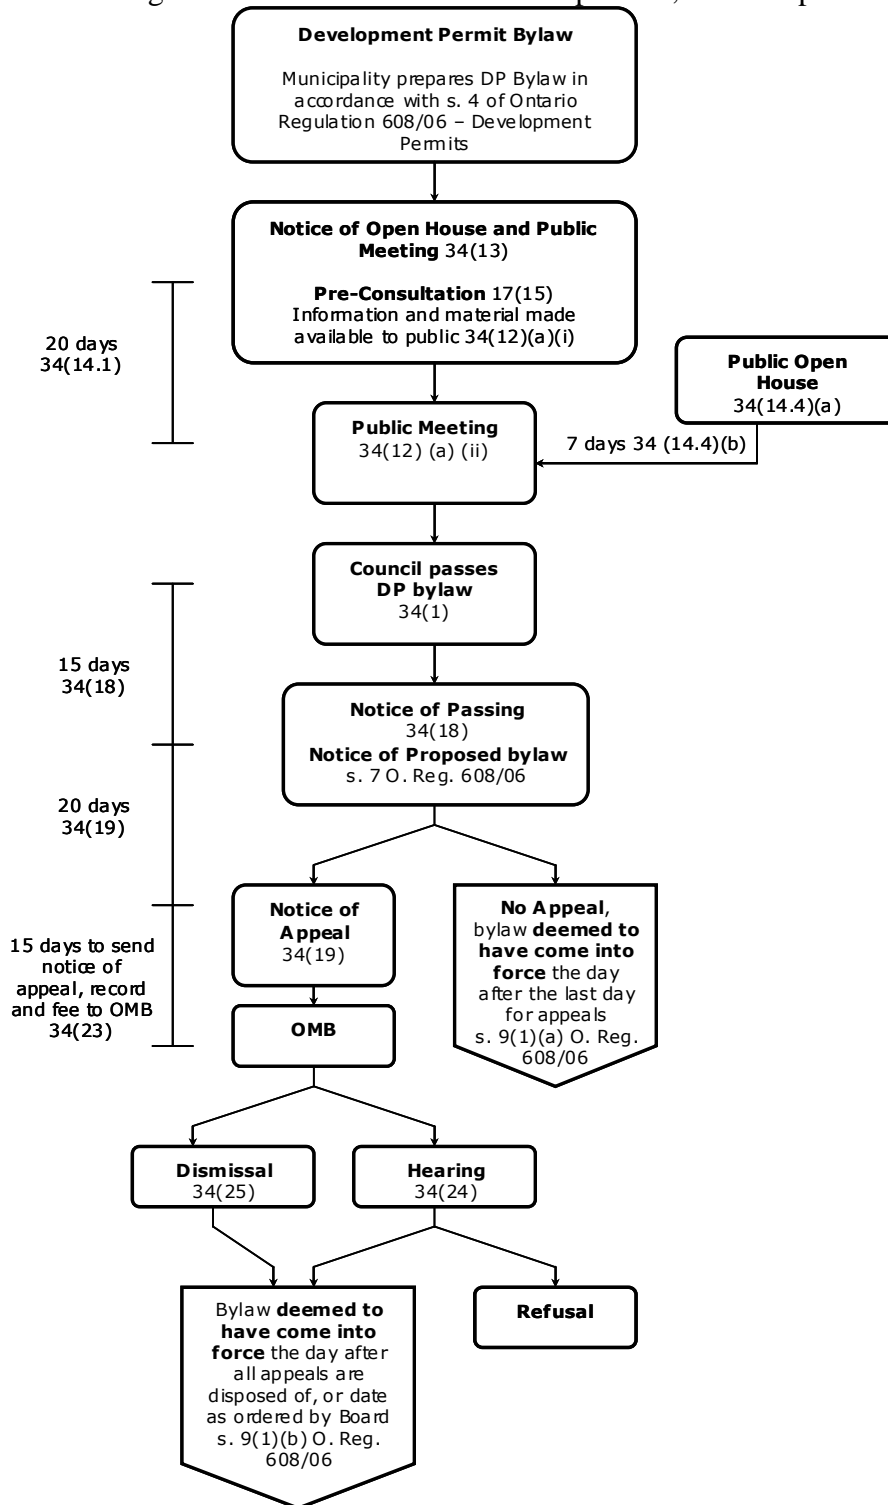 Development Permit Bylaw
Municipality prepares DP Bylaw in
accordance with s. 4 of Ontario
Regulation 608/06 – Development
Permits
Notice of Open House and Public
Meeting 34(13)
Pre-Consultation 17(15)
Information and material made
available to public 34(12)(a)(i)
20 days
34(14.1)
Public Open
House
34(14.4)(a)
Public Meeting
34(12) (a) (ii)
7 days 34 (14.4)(b)
Council passes
DP bylaw
34(1)
15 days
34(18)
Notice of Passing
34(18)
Notice of Proposed bylaw
s. 7 O. Reg. 608/06
20 days
34(19)
Notice of
Appeal
34(19)
No Appeal,
bylaw deemed to
have come into
force the day
after the last day
for appeals
s. 9(1)(a) O. Reg.
608/06
15 days to send
notice of
appeal, record
and fee to OMB
34(23)
OMB
Dismissal
34(25)
Hearing
34(24)
Bylaw deemed to
have come into
force the day after
all appeals are
disposed of, or date
as ordered by Board
s. 9(1)(b) O. Reg.
608/06
Refusal